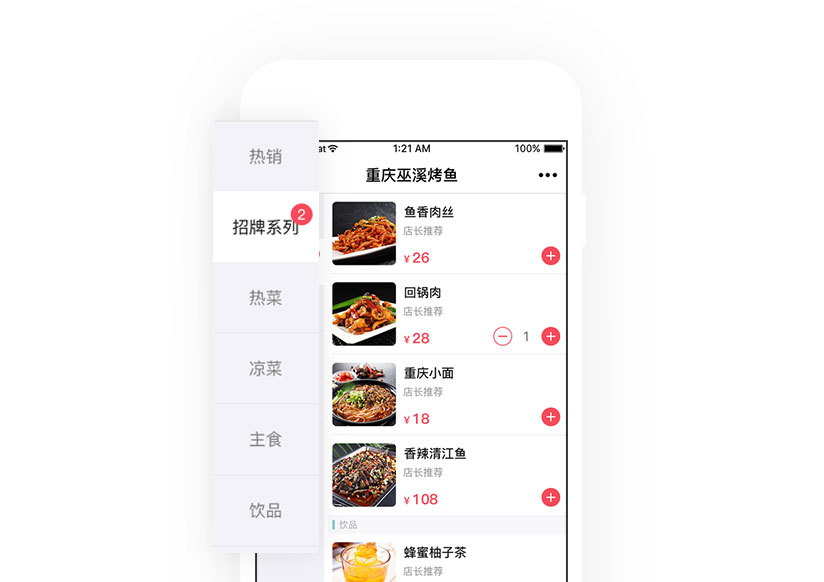 at 1:21 AM 100%
重庆巫溪烤鱼
热销
招牌系列 2
热菜
凉菜
主食
饮品
鱼香肉丝
店长推荐
¥26
回锅肉
店长推荐
¥28
1
重庆小面
店长推荐
¥18
香辣清江鱼
店长推荐
¥108
饮品
蜂蜜柚子茶
店长推荐